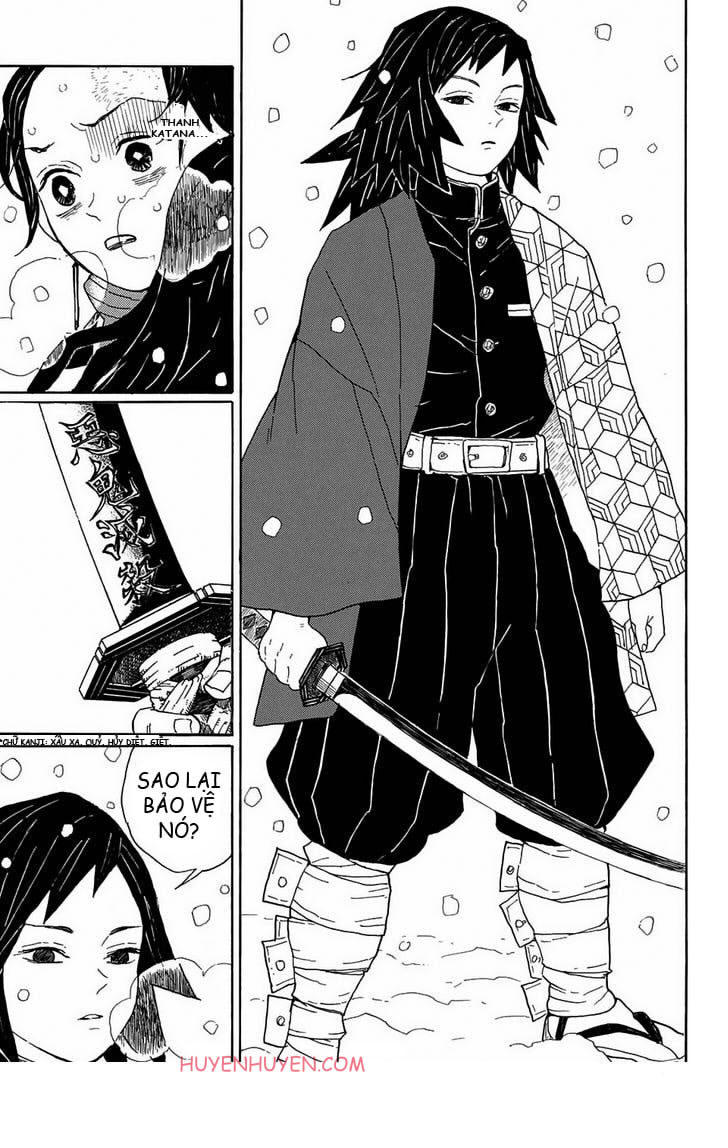 THANH
KATANA...
惡
鬼
滅
殺
*CHỮ KANJI: XẤU XA, QUỶ, HỦY DIỆT, GIẾT.
SAO LẠI
BẢO VỆ
NÓ?
HUYENHUYEN.COM